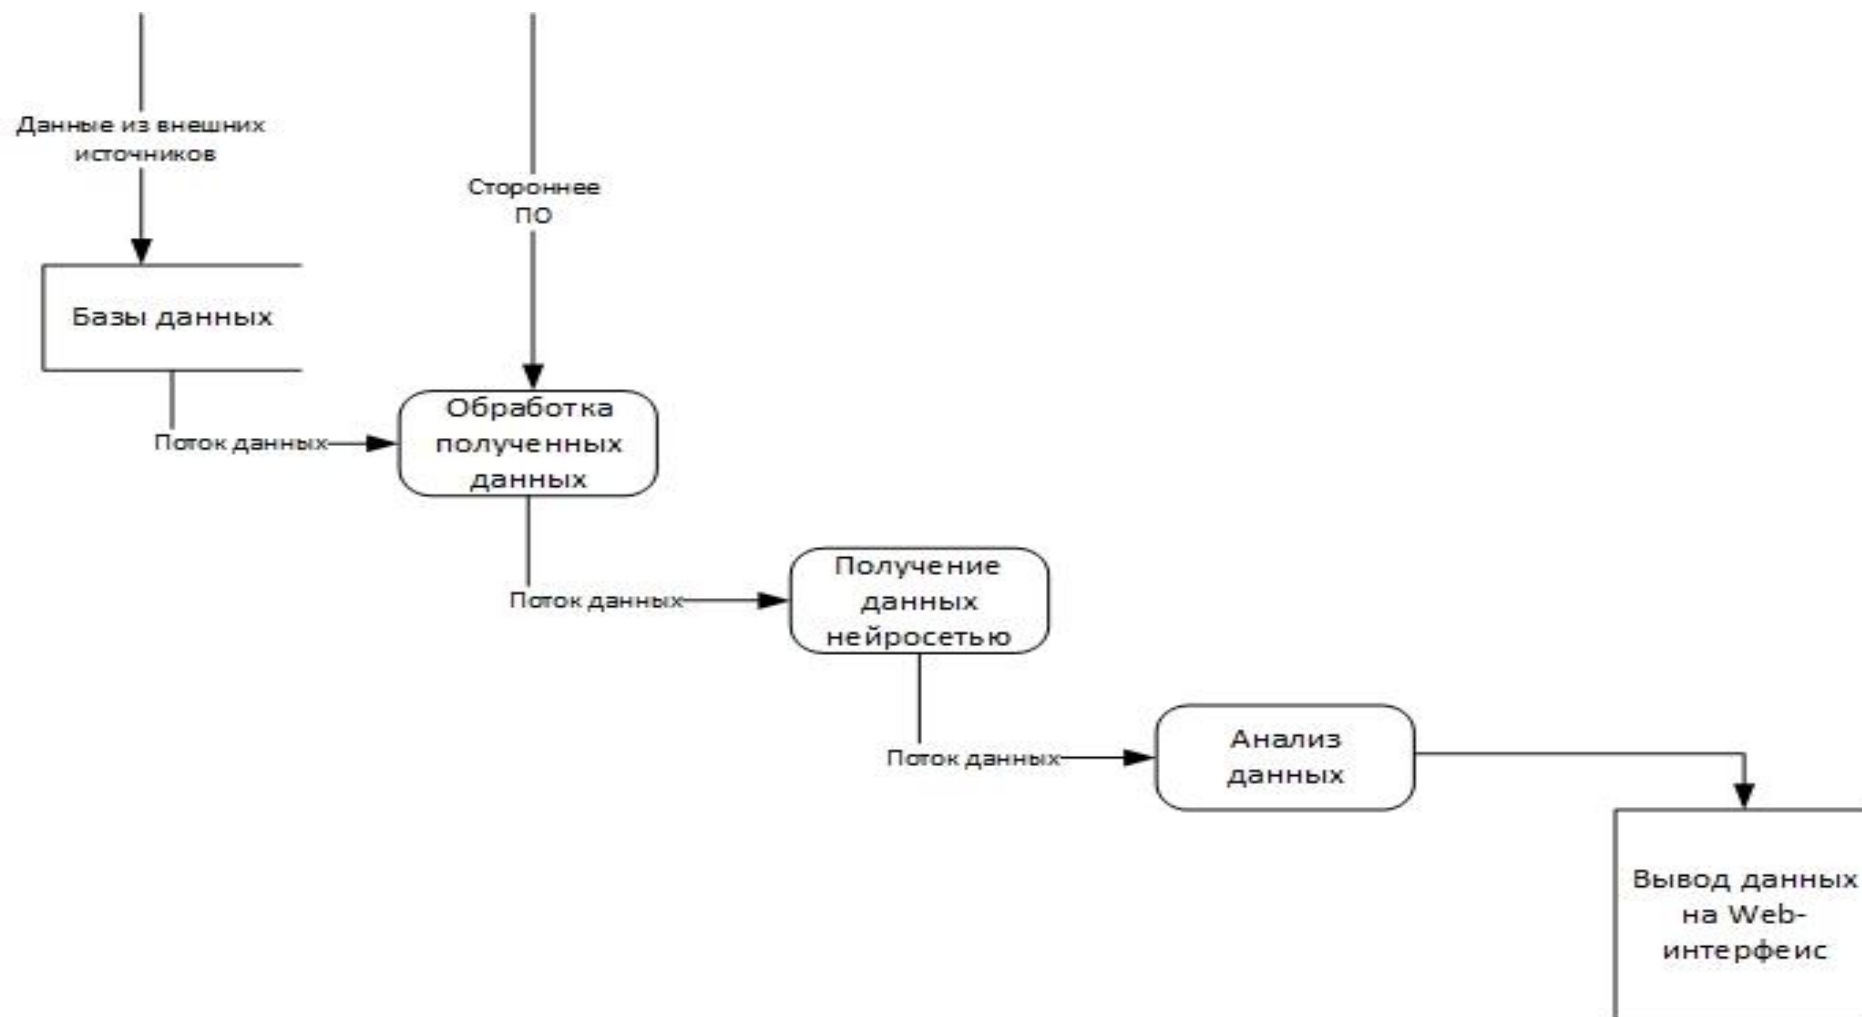 Данные из внешних
источников
Стороннее
ПО
Базы данных
Обработка
полученных
данных
Поток данных
Получение
данных
нейросетью
Поток данных
Анализ
данных
Поток данных
Вывод данных
на Web-
интерфеис